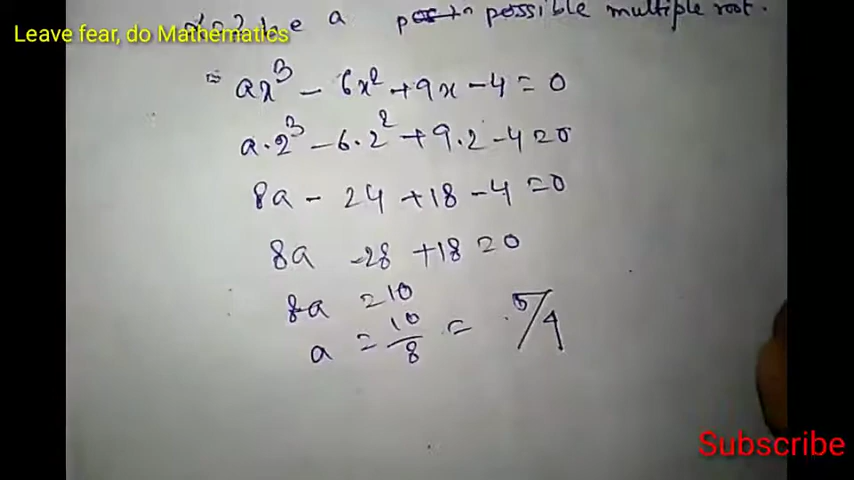 Leave fear, do Mathematics
be a possible multiple root.
ax³ - 6x² + 9x - 4 = 0
a·2³ - 6·2² + 9·2 - 4 = 0
8a - 24 + 18 - 4 = 0
8a - 28 + 18 = 0
8a = 10
a = 10/8 = 5/4
Subscribe